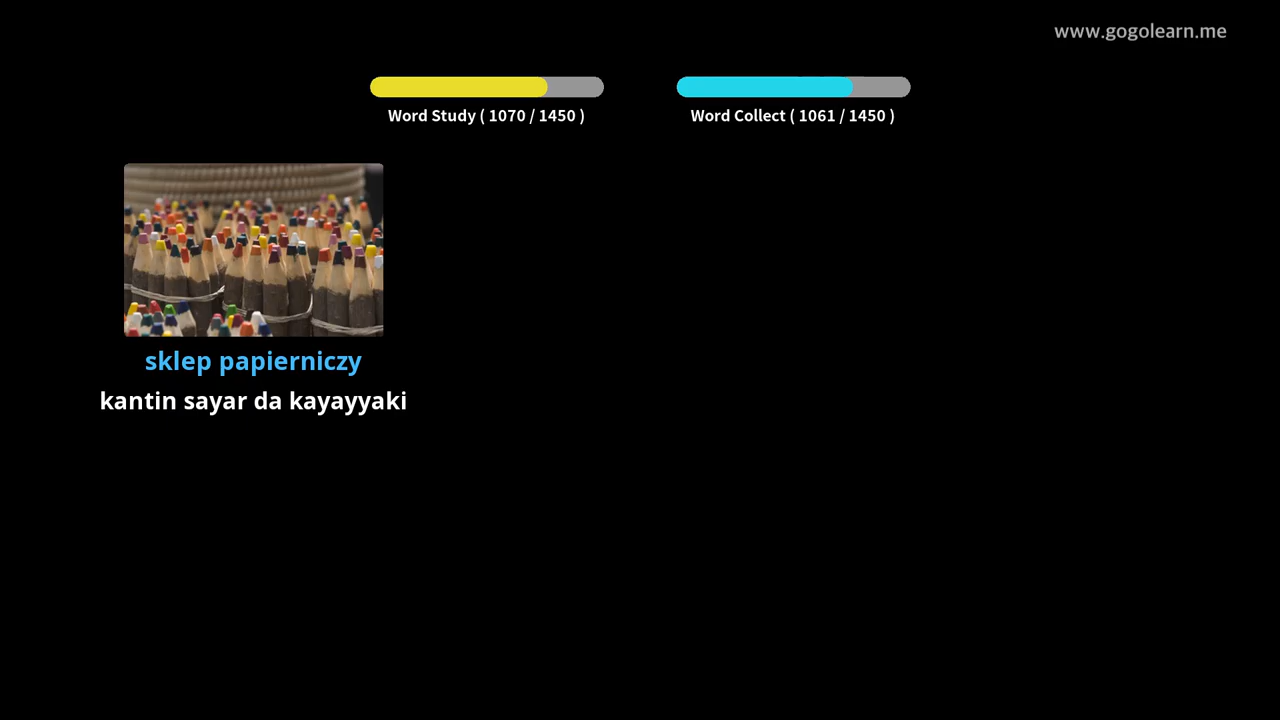 www.gogolearn.me
Word Study ( 1070 / 1450 )
Word Collect ( 1061 / 1450 )
sklep papierniczy
kantin sayar da kayayyaki